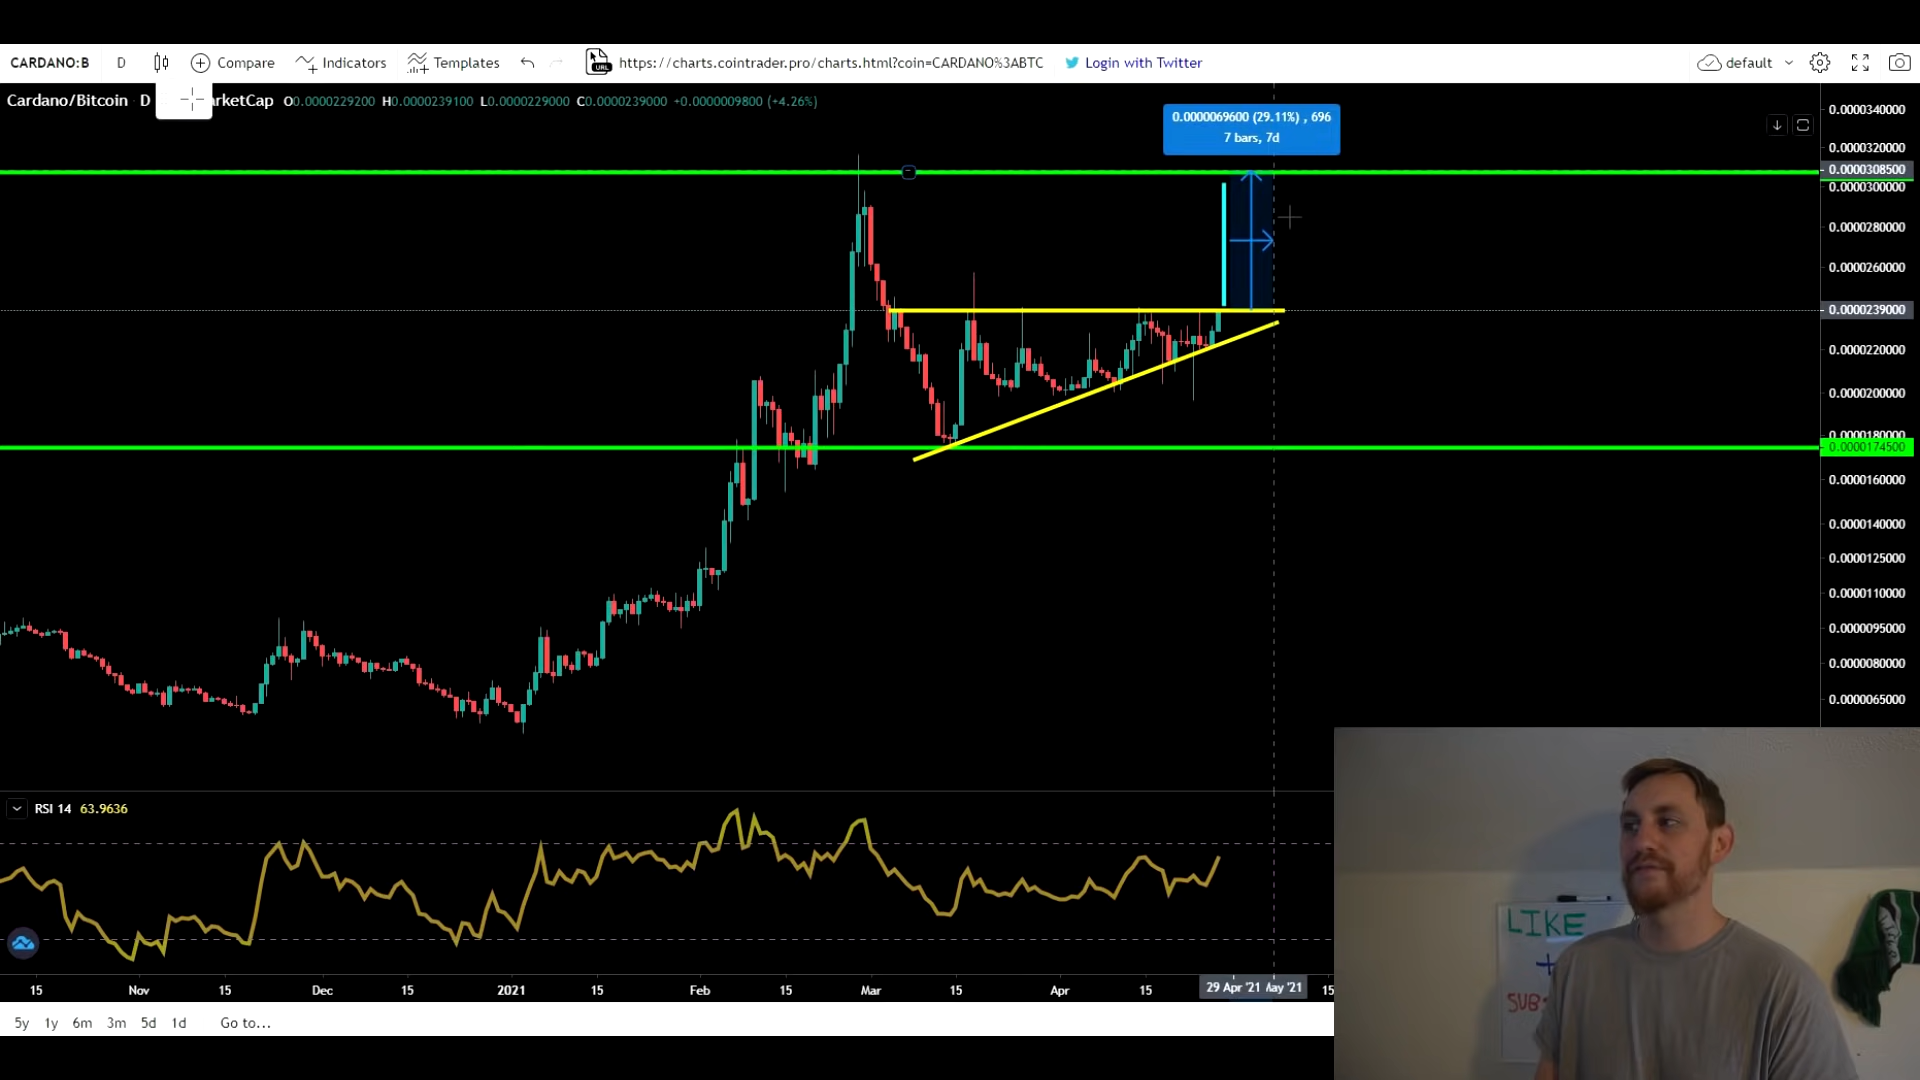 CARDANO:B D Compare Indicators Templates URL https://charts.cointrader.pro/charts.html?coin=CARDANO%3ABTC Login with Twitter default
Cardano/Bitcoin D arketCap O0.0000229200 H0.0000239100 L0.0000229000 C0.0000239000 +0.0000009800 (+4.26%)
0.0000069600 (29.11%) , 696
7 bars, 7d
0.0000340000
0.0000320000
0.0000308500
0.0000300000
0.0000280000
0.0000260000
0.0000239000
0.0000220000
0.0000200000
0.0000180000
0.0000174500
0.0000160000
0.0000140000
0.0000125000
0.0000110000
0.0000095000
0.0000080000
0.0000065000
RSI 14 63.9636
LIKE
+
SUBS
15 Nov 15 Dec 15 2021 15 Feb 15 Mar 15 Apr 15 29 Apr '21 May '21 15
5y 1y 6m 3m 5d 1d Go to...